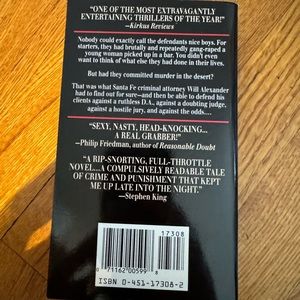 "ONE OF THE MOST EXTRAVAGANTLY
ENTERTAINING THRILLERS OF THE YEAR!"
—Kirkus Reviews
Nobody could exactly call the defendants nice boys. For
starters, they had brutally and repeatedly gang-raped a
young woman picked up in a bar. You didn't even
want to think of what else they had done in their lives.
But had they committed murder in the desert?
That was what Santa Fe criminal attorney Will Alexander
had to find out for sure—and then be able to defend his
clients against a ruthless D.A., against a doubting judge,
against a hostile jury, and against the odds....
"SEXY, NASTY, HEAD-KNOCKING...
A REAL GRABBER!"
—Philip Friedman, author of Reasonable Doubt
"A RIP-SNORTING, FULL-THROTTLE
NOVEL...A COMPULSIVELY READABLE TALE
OF CRIME AND PUNISHMENT THAT KEPT
ME UP LATE INTO THE NIGHT."
—Stephen King
17308
0 71162 00599 8
ISBN 0-451-17308-2